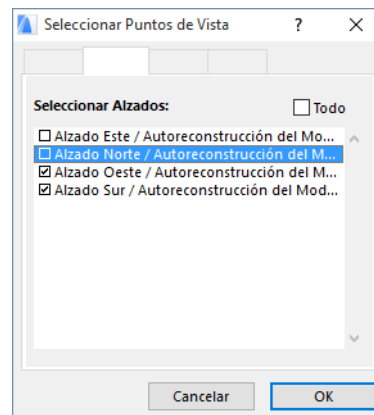 Seleccionar Puntos de Vista ?
Seleccionar Alzados: Todo
Alzado Este / Autoreconstrucción del Mo...
Alzado Norte / Autoreconstrucción del M...
Alzado Oeste / Autoreconstrucción del M...
Alzado Sur / Autoreconstrucción del Mod...
Cancelar OK